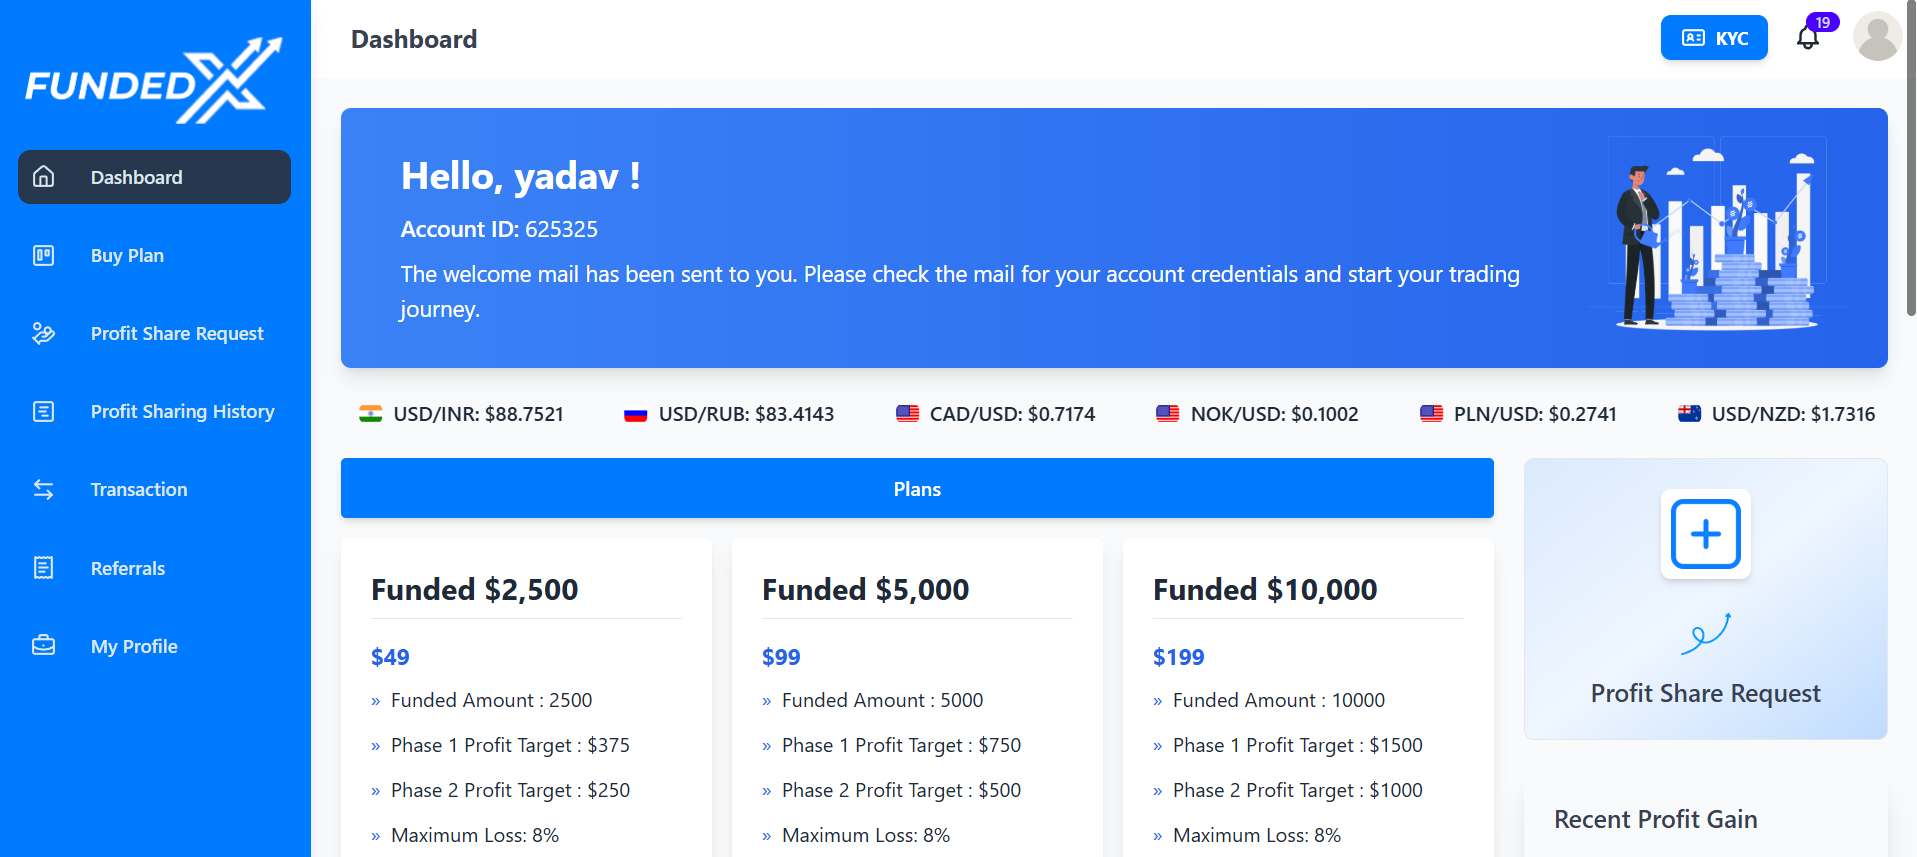 FUNDED
Dashboard
Buy Plan
Profit Share Request
Profit Sharing History
Transaction
Referrals
My Profile
Dashboard
KYC
19
Hello, yadav !
Account ID: 625325
The welcome mail has been sent to you. Please check the mail for your account credentials and start your trading
journey.
USD/INR: $88.7521
USD/RUB: $83.4143
CAD/USD: $0.7174
NOK/USD: $0.1002
PLN/USD: $0.2741
USD/NZD: $1.7316
Plans
Funded $2,500
$49
» Funded Amount : 2500
» Phase 1 Profit Target : $375
» Phase 2 Profit Target : $250
» Maximum Loss: 8%
Funded $5,000
$99
» Funded Amount : 5000
» Phase 1 Profit Target : $750
» Phase 2 Profit Target : $500
» Maximum Loss: 8%
Funded $10,000
$199
» Funded Amount : 10000
» Phase 1 Profit Target : $1500
» Phase 2 Profit Target : $1000
» Maximum Loss: 8%
Profit Share Request
Recent Profit Gain